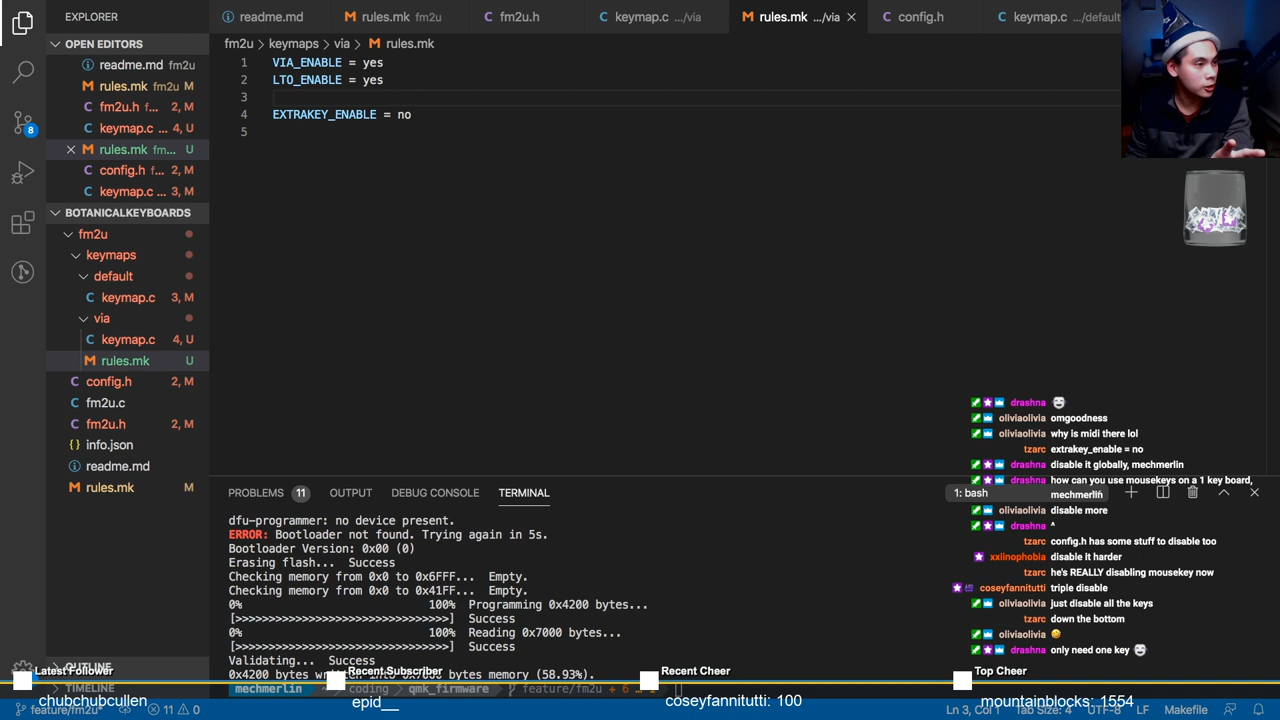 EXPLORER
OPEN EDITORS
readme.md fm2u
rules.mk fm2u M
fm2u.h f... 2, M
keymap.c ... 4, U
rules.mk fm... U
config.h f... 2, M
keymap.c ... 3, M
BOTANICALKEYBOARDS
fm2u
keymaps
default
keymap.c 3, M
via
keymap.c 4, U
rules.mk U
config.h 2, M
fm2u.c
fm2u.h 2, M
info.json
readme.md
rules.mk M
OUTLINE
TIMELINE
8
readme.md
rules.mk fm2u
fm2u.h
keymap.c .../via
rules.mk .../via
config.h
keymap.c .../default
fm2u > keymaps > via > rules.mk
1 VIA_ENABLE = yes
2 LTO_ENABLE = yes
3
4 EXTRAKEY_ENABLE = no
5
drashna
oliviaolivia omgoodness
oliviaolivia why is midi there lol
tzarc extrakey_enable = no
drashna disable it globally, mechmerlin
drashna how can you use mousekeys on a 1 key board,
mechmerlin
oliviaolivia disable more
drashna ^
tzarc config.h has some stuff to disable too
xxiinophobia disable it harder
tzarc he's REALLY disabling mousekey now
coseyfannitutti triple disable
oliviaolivia just disable all the keys
tzarc down the bottom
oliviaolivia
drashna only need one key
PROBLEMS 11 OUTPUT DEBUG CONSOLE TERMINAL 1: bash
dfu-programmer: no device present.
ERROR: Bootloader not found. Trying again in 5s.
Bootloader Version: 0x00 (0)
Erasing flash... Success
Checking memory from 0x0 to 0x6FFF... Empty.
Checking memory from 0x0 to 0x41FF... Empty.
0% 100% Programming 0x4200 bytes...
[>>>>>>>>>>>>>>>>>>>>>>>>>>>>>>>>] Success
0% 100% Reading 0x7000 bytes...
[>>>>>>>>>>>>>>>>>>>>>>>>>>>>>>>>] Success
Validating... Success
0x4200 bytes written into 0x7000 bytes memory (58.93%).
mechmerlin ~ coding qmk_firmware feature/fm2u
Latest Follower
chubchubcullen
Recent Subscriber
epid__
Recent Cheer
coseyfannitutti: 100
Top Cheer
mountainblocks: 1554
feature/fm2u* 11 0 Ln 3, Col 1 Tab Size: 4 UTF-8 LF Makefile